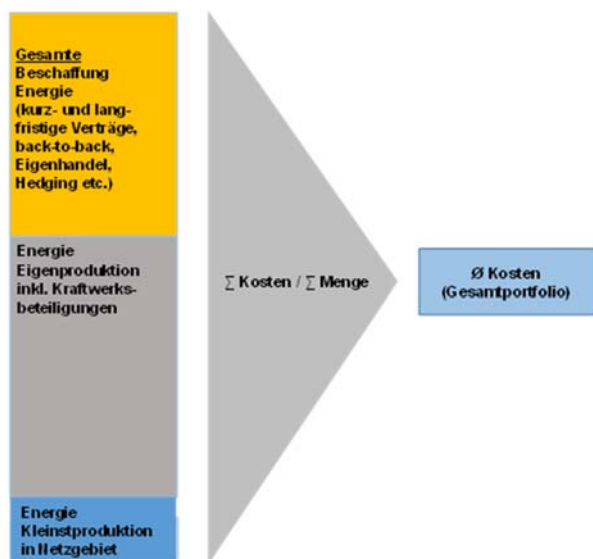 Gesamte
Beschaffung
Energie
(kurz- und lang-
fristige Verträge,
back-to-back,
Eigenhandel,
Hedging etc.)
Energie
Eigenproduktion
inkl. Kraftwerks-
beteiligungen
Energie
Kleinstproduktion
in Netzgebiet
∑ Kosten / ∑ Menge
Ø Kosten
(Gesamtportfolio)